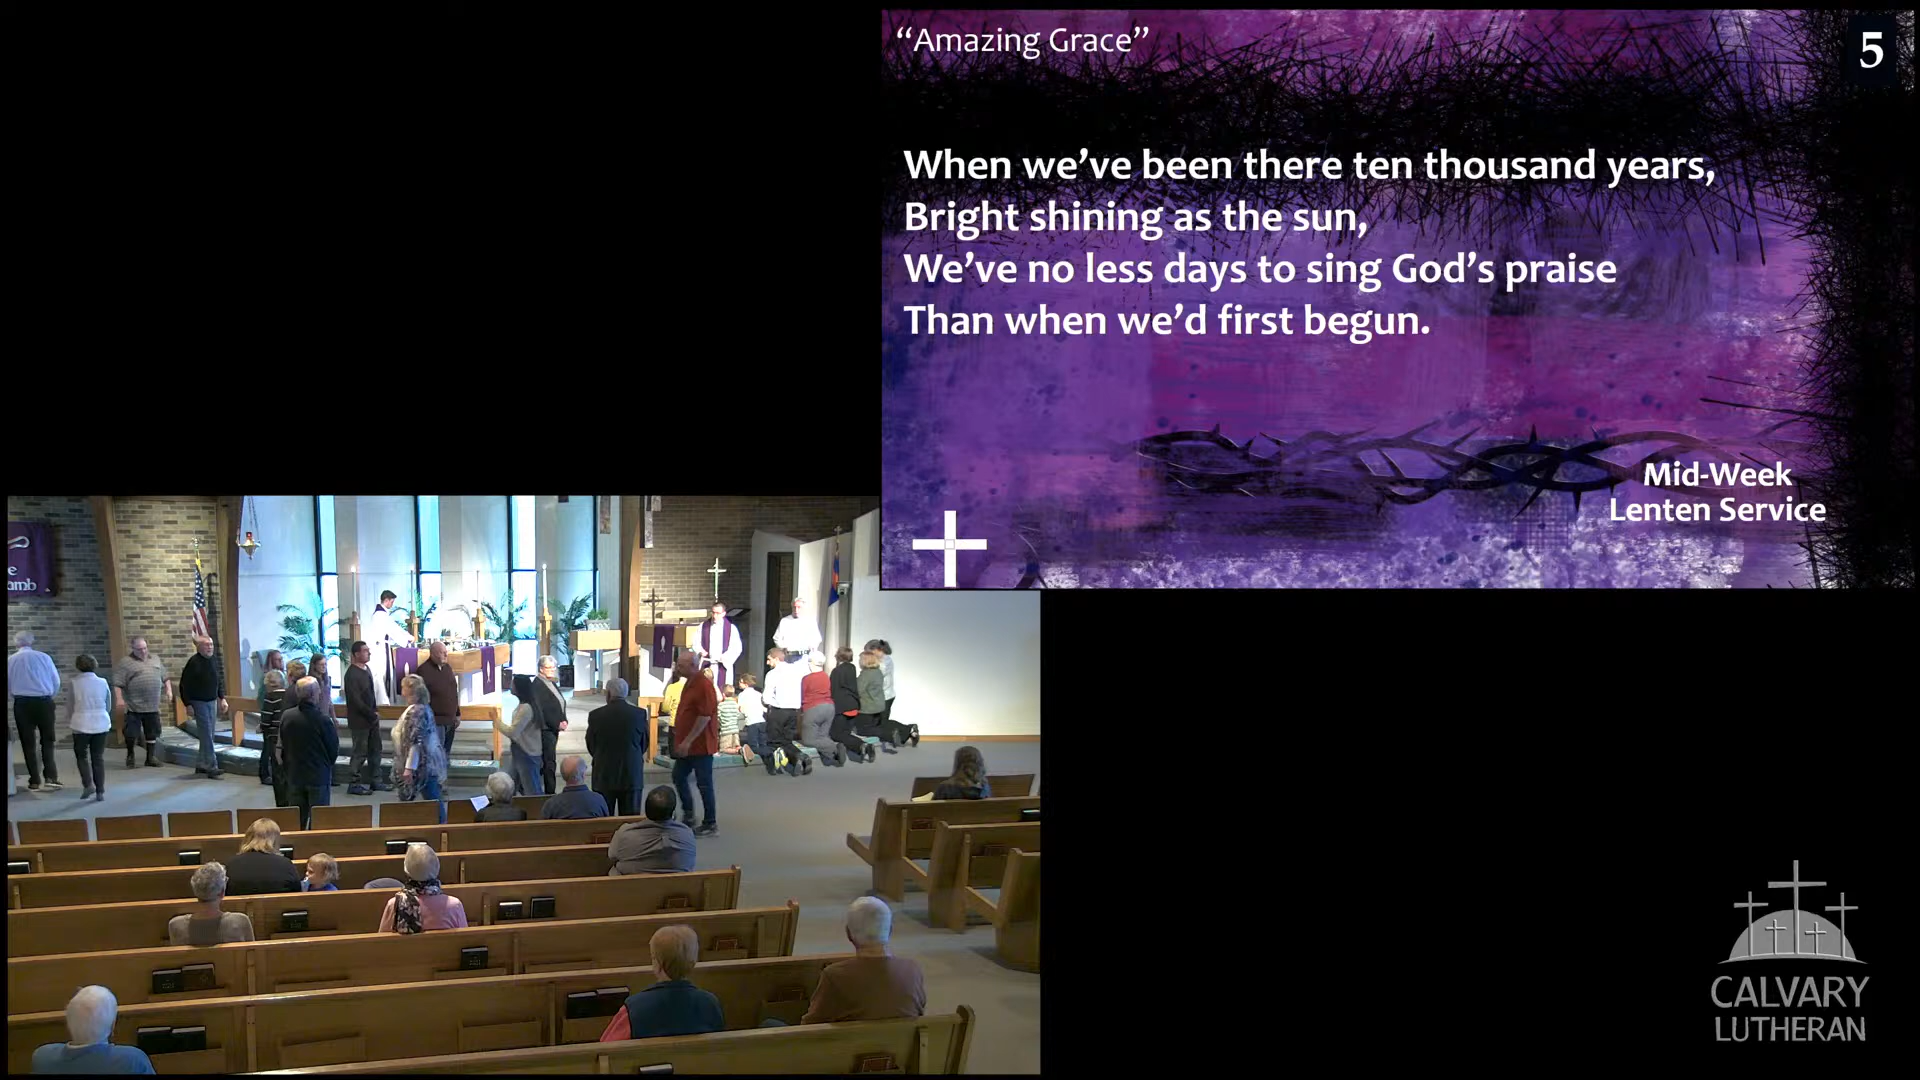 “Amazing Grace”
5
When we’ve been there ten thousand years,
Bright shining as the sun,
We’ve no less days to sing God’s praise
Than when we’d first begun.
Mid-Week
Lenten Service
CALVARY
LUTHERAN